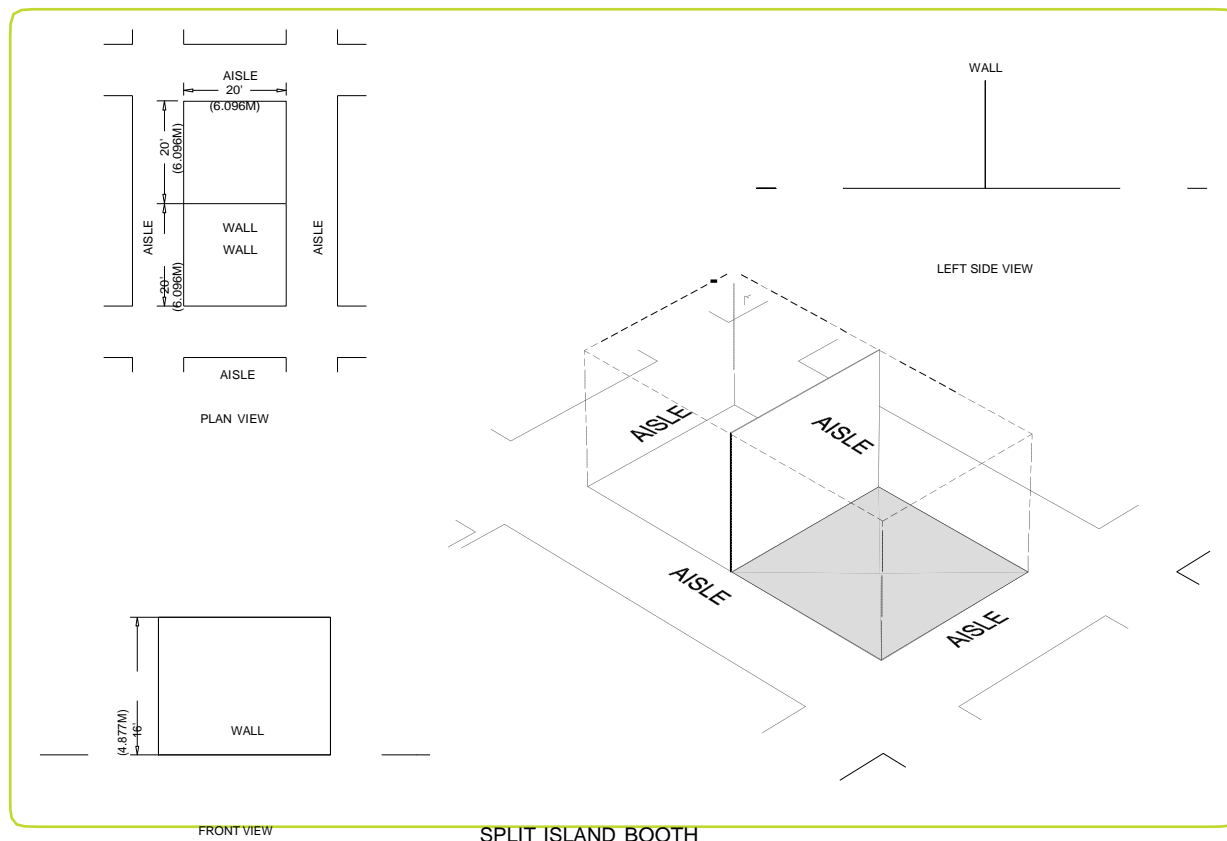 AISLE
20'
(6.096M)
20'
(6.096M)
AISLE
WALL
WALL
AISLE
20'
(6.096M)
AISLE
PLAN VIEW
WALL
LEFT SIDE VIEW
AISLE
AISLE
AISLE
AISLE
16'
(4.877M)
WALL
FRONT VIEW
SPLIT ISLAND BOOTH